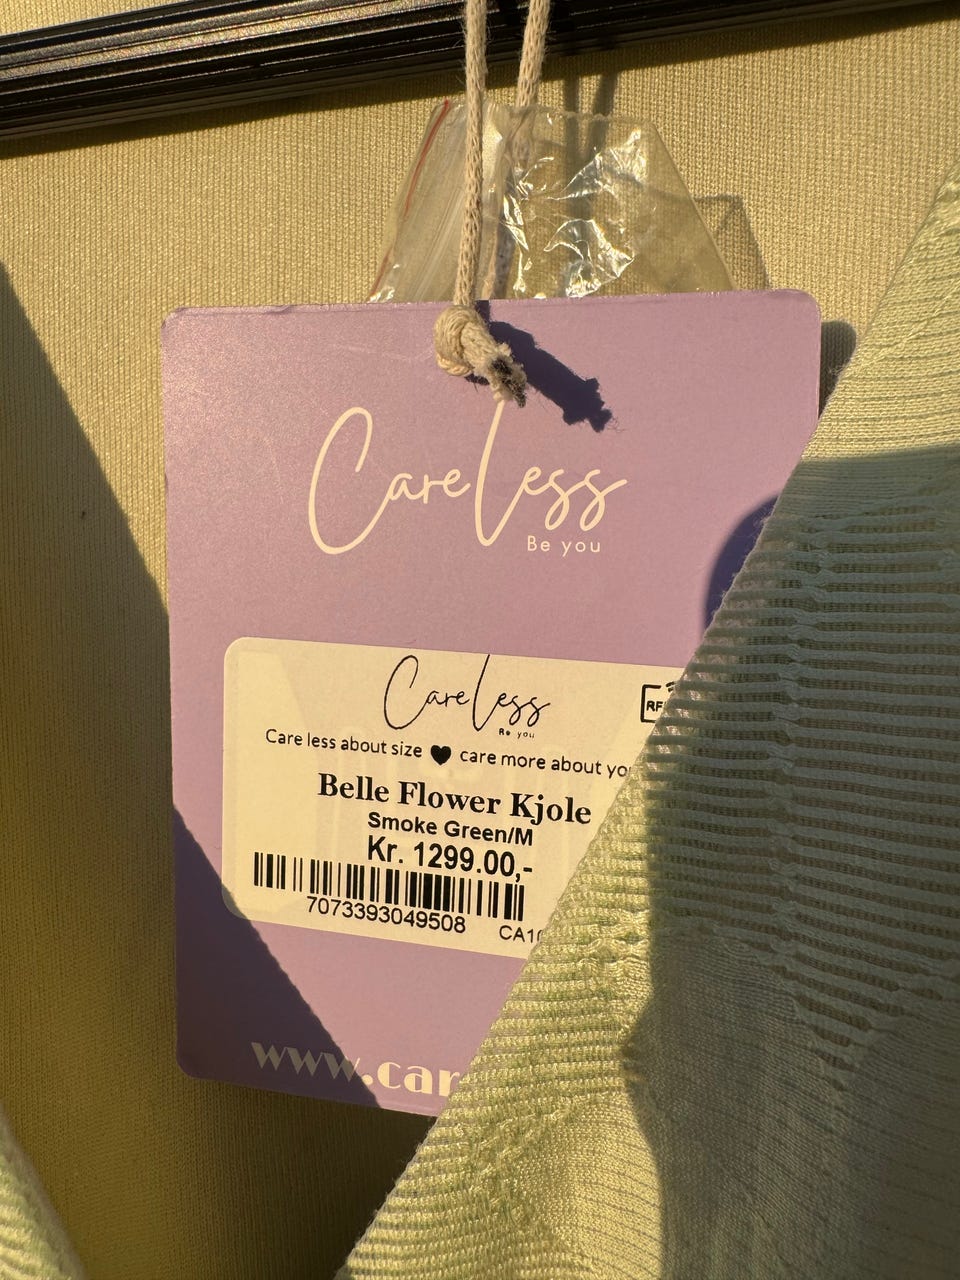 Care Less
Be you
Care Less
Be you
Care less about size ♥ care more about
Belle Flower Kjole
Smoke Green/M
Kr. 1299.00,-
7073393049508